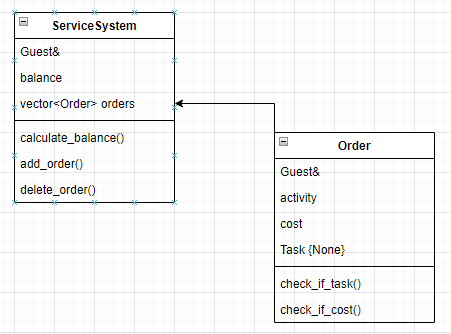 ServiceSystem
Guest&
balance
vector<Order> orders
calculate_balance()
add_order()
delete_order()
Order
Guest&
activity
cost
Task {None}
check_if_task()
check_if_cost()